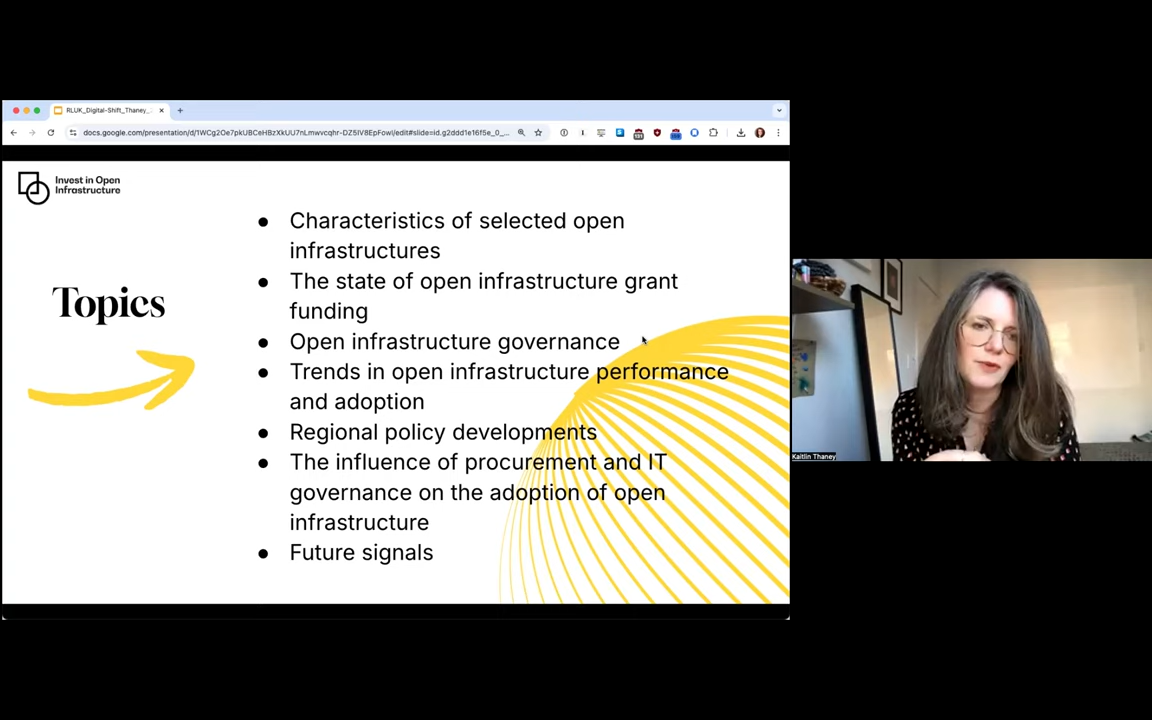 RLUK_Digital-Shift_Thaney_
Invest in Open
Infrastructure
Topics
● Characteristics of selected open
infrastructures
● The state of open infrastructure grant
funding
● Open infrastructure governance
● Trends in open infrastructure performance
and adoption
● Regional policy developments
● The influence of procurement and IT
governance on the adoption of open
infrastructure
● Future signals
Kaitlin Thaney